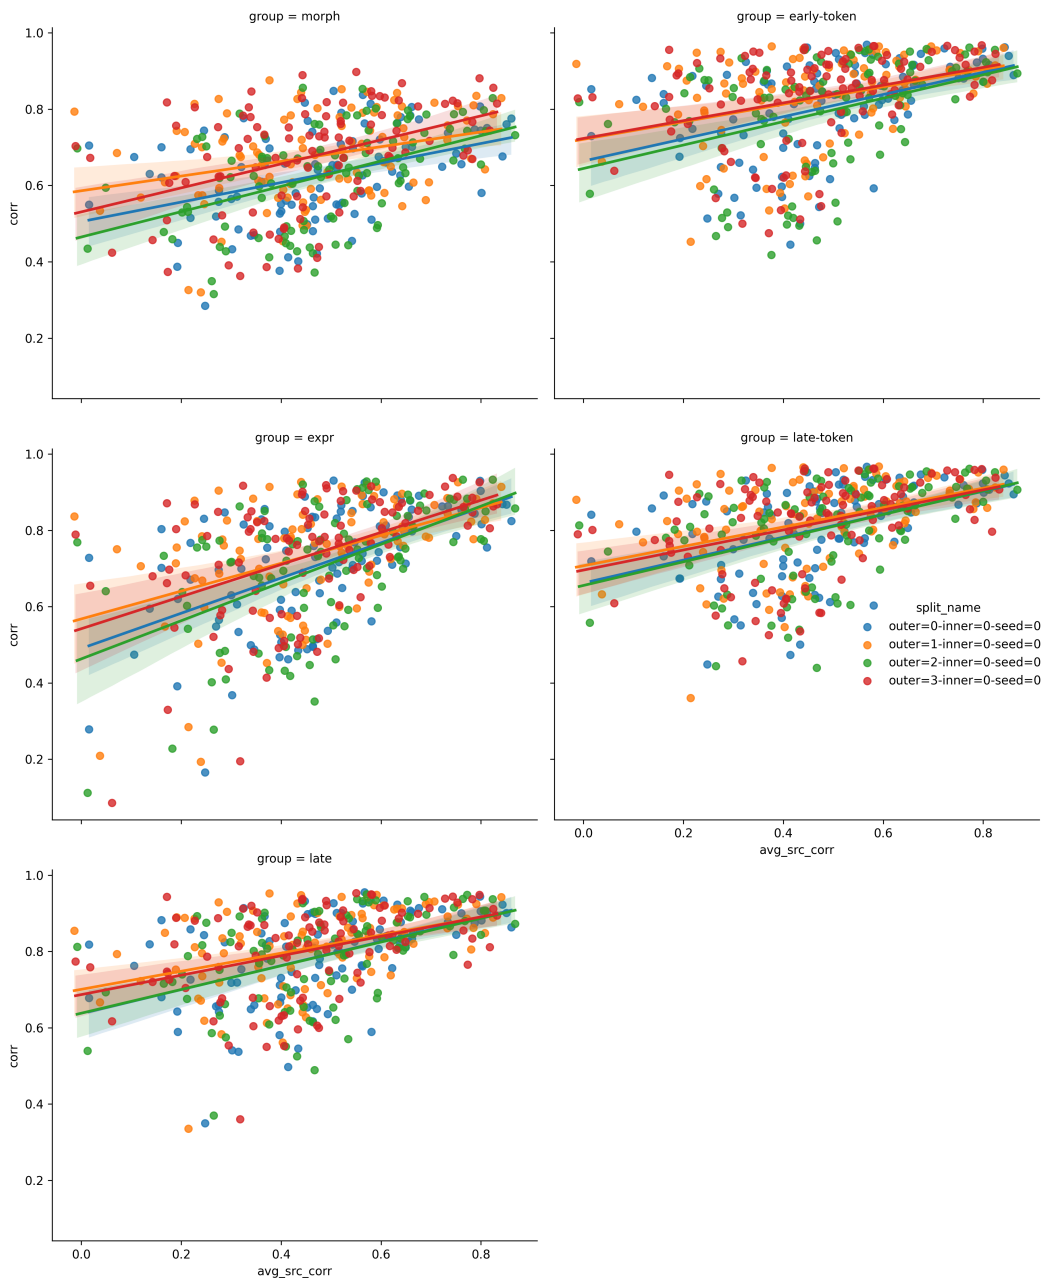 group = morph
group = early-token
1.0
0.8
0.6
0.4
0.2
corr
group = expr
group = late-token
1.0
0.8
0.6
0.4
0.2
corr
split_name
outer=0-inner=0-seed=0
outer=1-inner=0-seed=0
outer=2-inner=0-seed=0
outer=3-inner=0-seed=0
0.0 0.2 0.4 0.6 0.8
avg_src_corr
group = late
1.0
0.8
0.6
0.4
0.2
corr
0.0 0.2 0.4 0.6 0.8
avg_src_corr